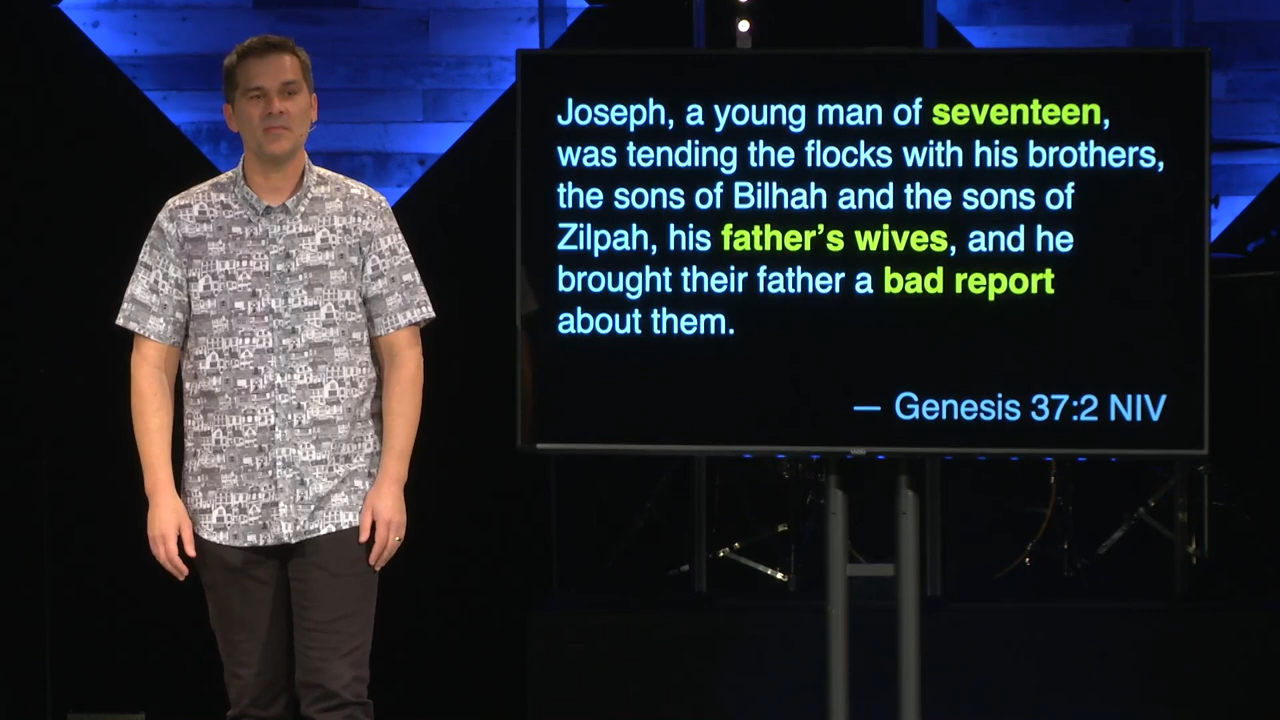 Joseph, a young man of seventeen,
was tending the flocks with his brothers,
the sons of Bilhah and the sons of
Zilpah, his father’s wives, and he
brought their father a bad report
about them.
— Genesis 37:2 NIV